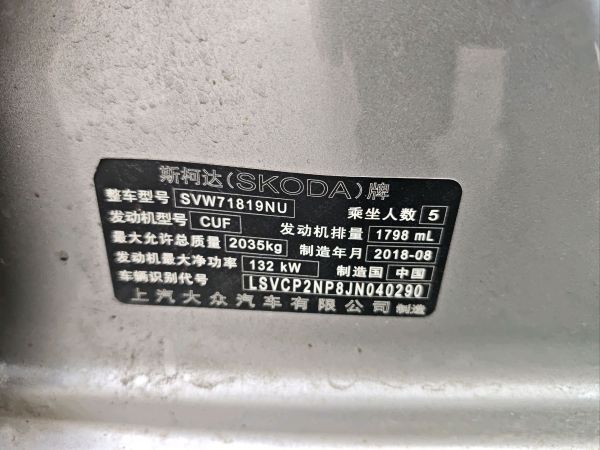 斯柯达(SKODA)牌
整车型号 SVW71819NU 乘坐人数 5
发动机型号 CUF 发动机排量 1798 mL
最大允许总质量 2035kg 制造年月 2018-08
发动机最大净功率 132 kW 制造国 中国
车辆识别代号 LSVCP2NP8JN040290
上汽大众汽车有限公司 制造